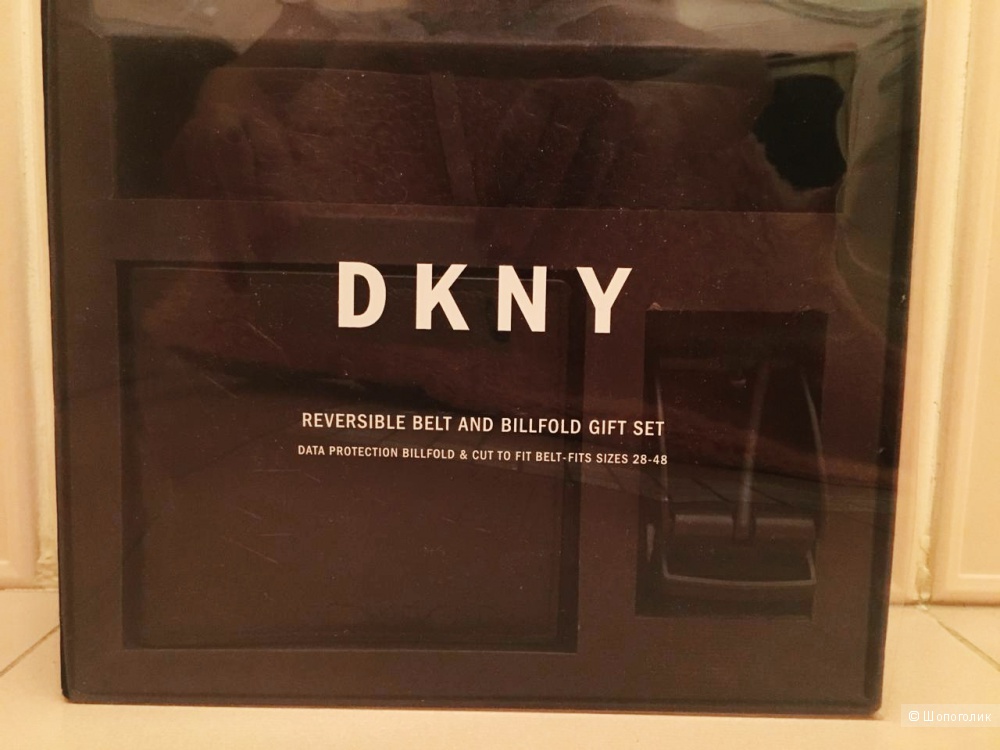 DKNY
REVERSIBLE BELT AND BILLFOLD GIFT SET
DATA PROTECTION BILLFOLD & CUT TO FIT BELT-FITS SIZES 28-48
© Шопоголик